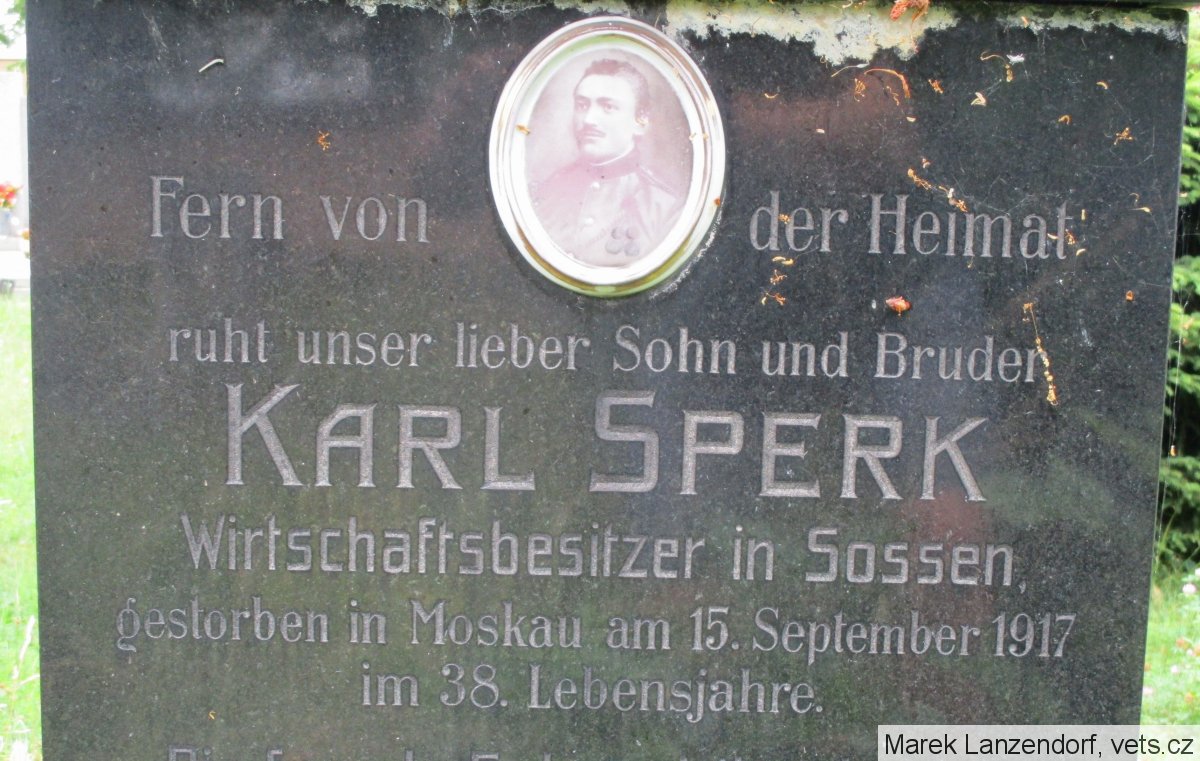 Fern von der Heimat
ruht unser lieber Sohn und Bruder
KARL SPERK
Wirtschaftsbesitzer in Sossen,
gestorben in Moskau am 15. September 1917
im 38. Lebensjahre.
Marek Lanzendorf, vets.cz